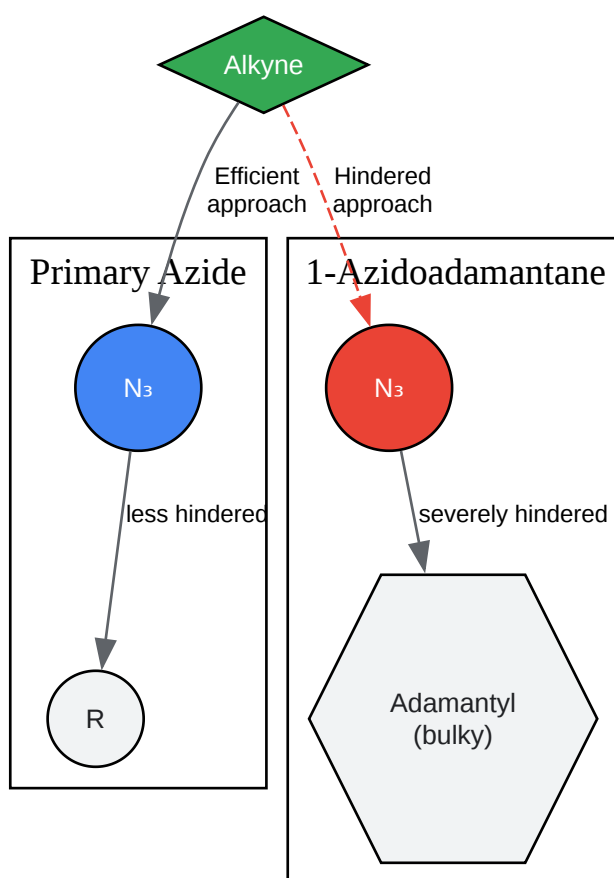 Alkyne
Efficient
approach
Hindered
approach
Primary Azide
1-Azidoadamantane
N₃
N₃
less hindered
severely hindered
R
Adamantyl
(bulky)